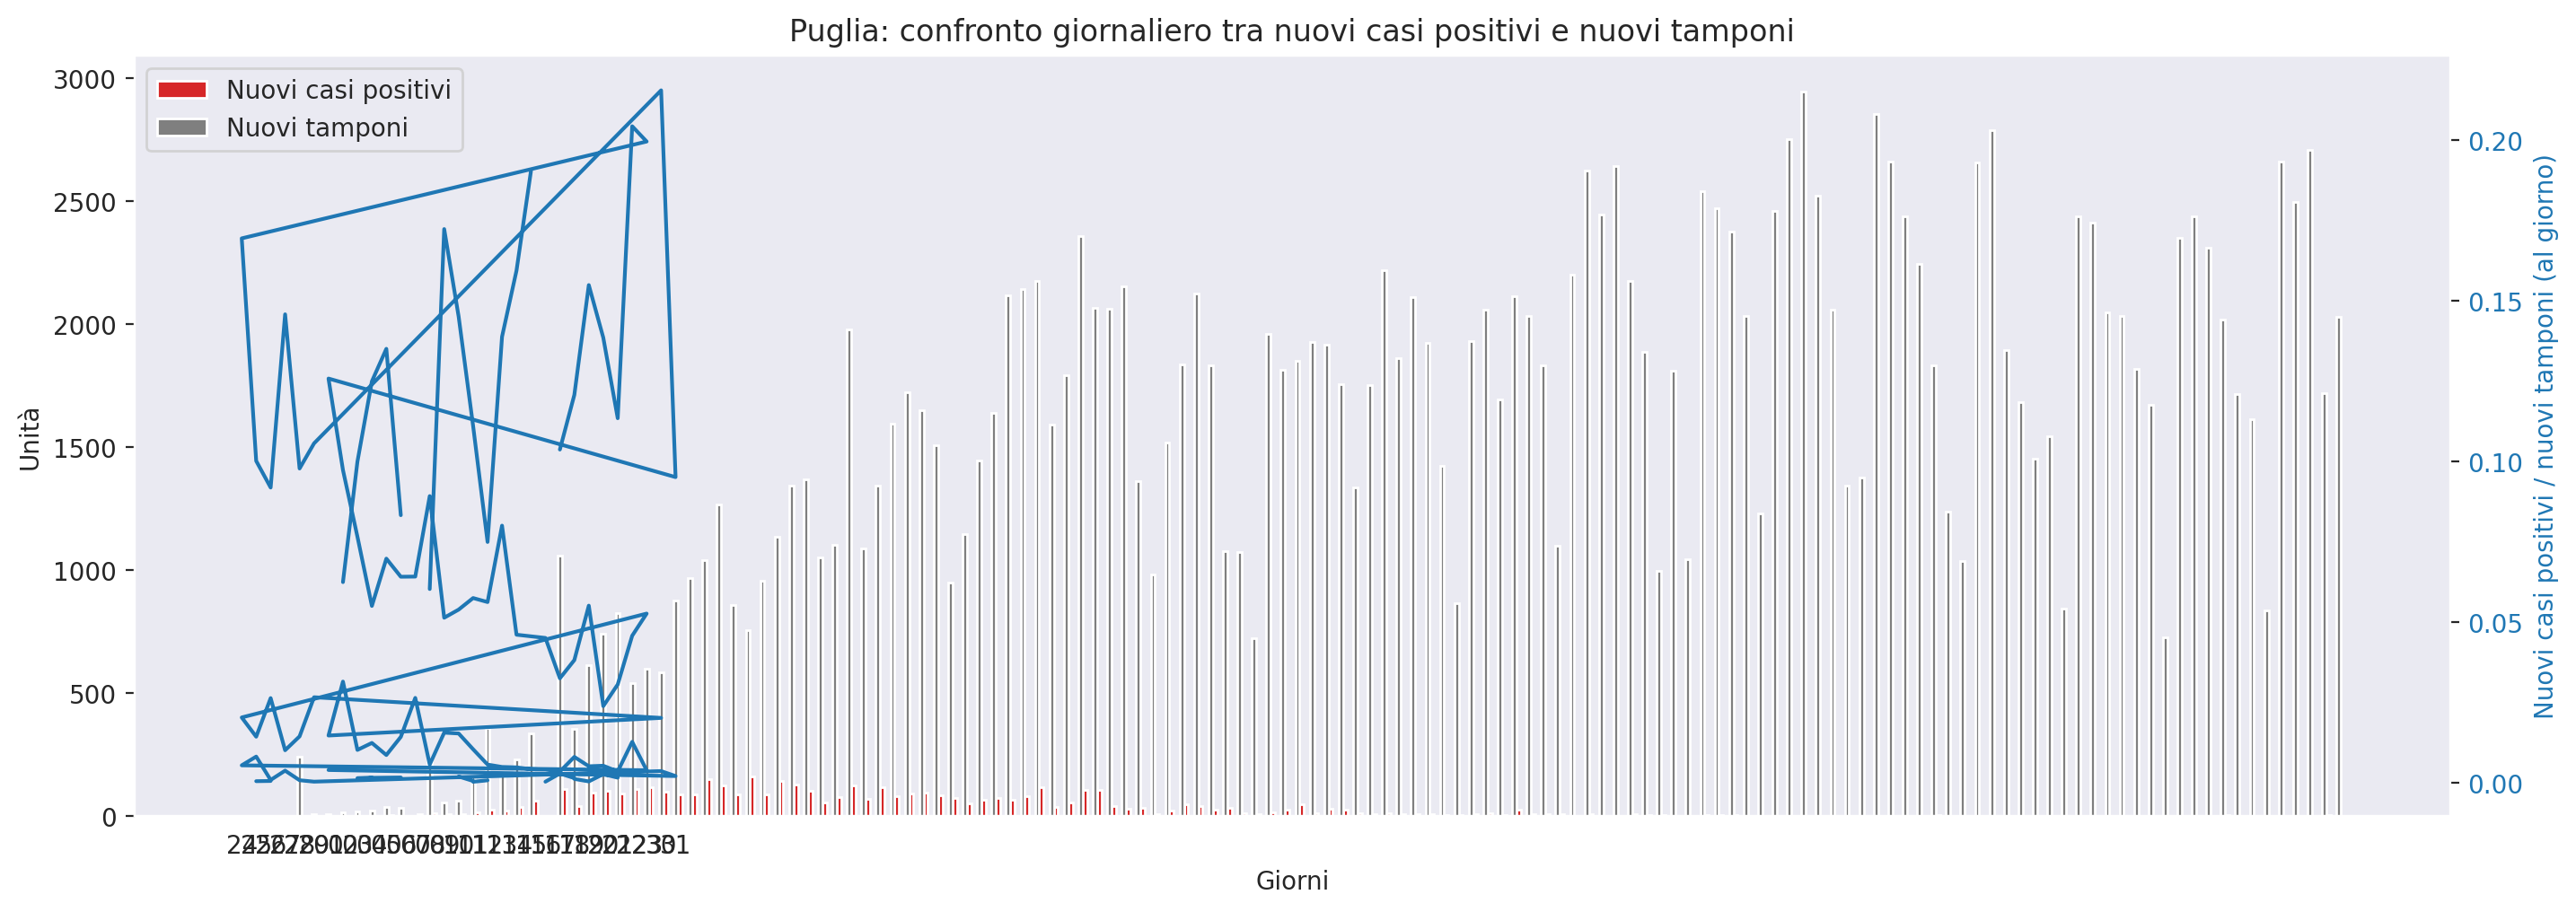 Puglia: confronto giornaliero tra nuovi casi positivi e nuovi tamponi
Nuovi casi positivi
Nuovi tamponi
3000
2500
2000
1500
1000
500
0
Unità
0.20
0.15
0.10
0.05
0.00
Nuovi casi positivi / nuovi tamponi (al giorno)
Giorni